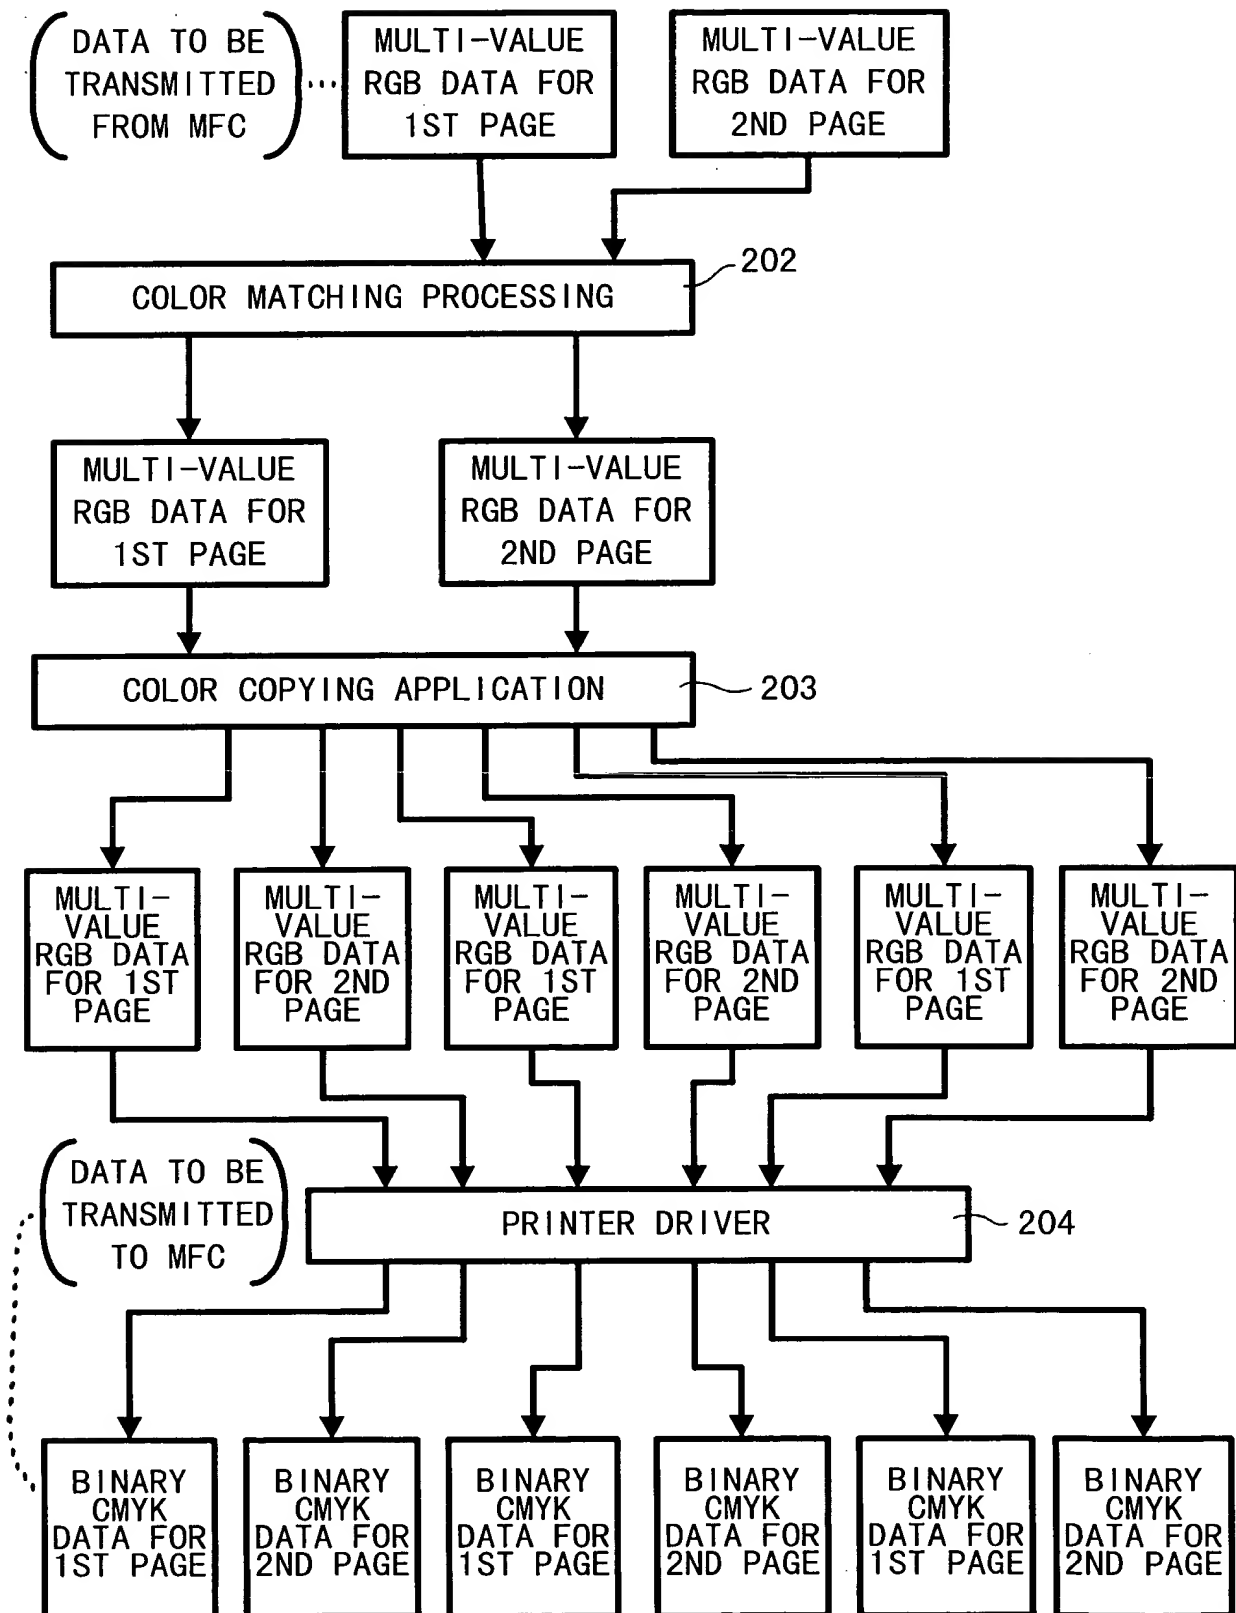 DATA TO BE
TRANSMITTED
FROM MFC
MULTI-VALUE
RGB DATA FOR
1ST PAGE
MULTI-VALUE
RGB DATA FOR
2ND PAGE
COLOR MATCHING PROCESSING
202
MULTI-VALUE
RGB DATA FOR
1ST PAGE
MULTI-VALUE
RGB DATA FOR
2ND PAGE
COLOR COPYING APPLICATION
203
MULTI-
VALUE
RGB DATA
FOR 1ST
PAGE
MULTI-
VALUE
RGB DATA
FOR 2ND
PAGE
MULTI-
VALUE
RGB DATA
FOR 1ST
PAGE
MULTI-
VALUE
RGB DATA
FOR 2ND
PAGE
MULTI-
VALUE
RGB DATA
FOR 1ST
PAGE
MULTI-
VALUE
RGB DATA
FOR 2ND
PAGE
DATA TO BE
TRANSMITTED
TO MFC
PRINTER DRIVER
204
BINARY
CMYK
DATA FOR
1ST PAGE
BINARY
CMYK
DATA FOR
2ND PAGE
BINARY
CMYK
DATA FOR
1ST PAGE
BINARY
CMYK
DATA FOR
2ND PAGE
BINARY
CMYK
DATA FOR
1ST PAGE
BINARY
CMYK
DATA FOR
2ND PAGE